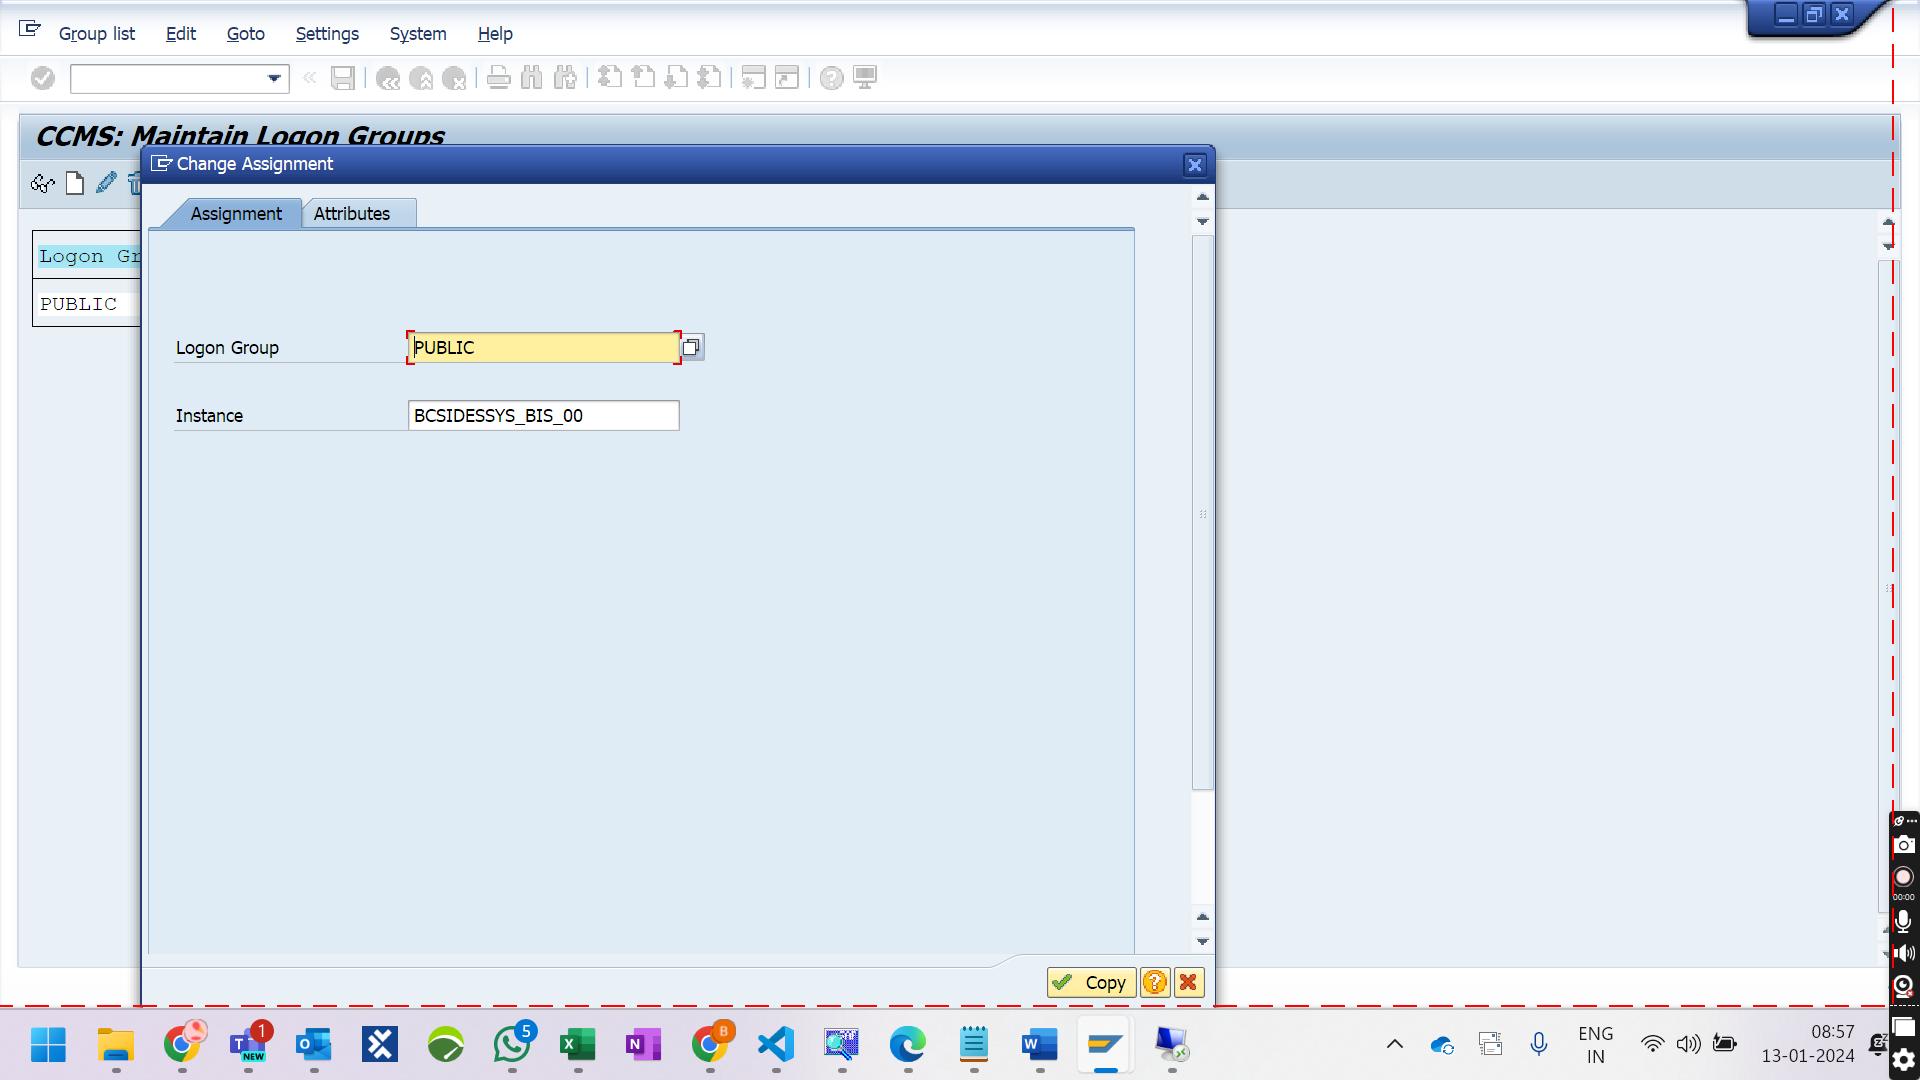 Group list Edit Goto Settings System Help
CCMS: Maintain Logon Groups
Change Assignment
Assignment Attributes
Logon Gr
PUBLIC
Logon Group PUBLIC
Instance BCSIDESSYS_BIS_00
Copy
00:00
1
NEW
5
B
ENG
IN
08:57
13-01-2024